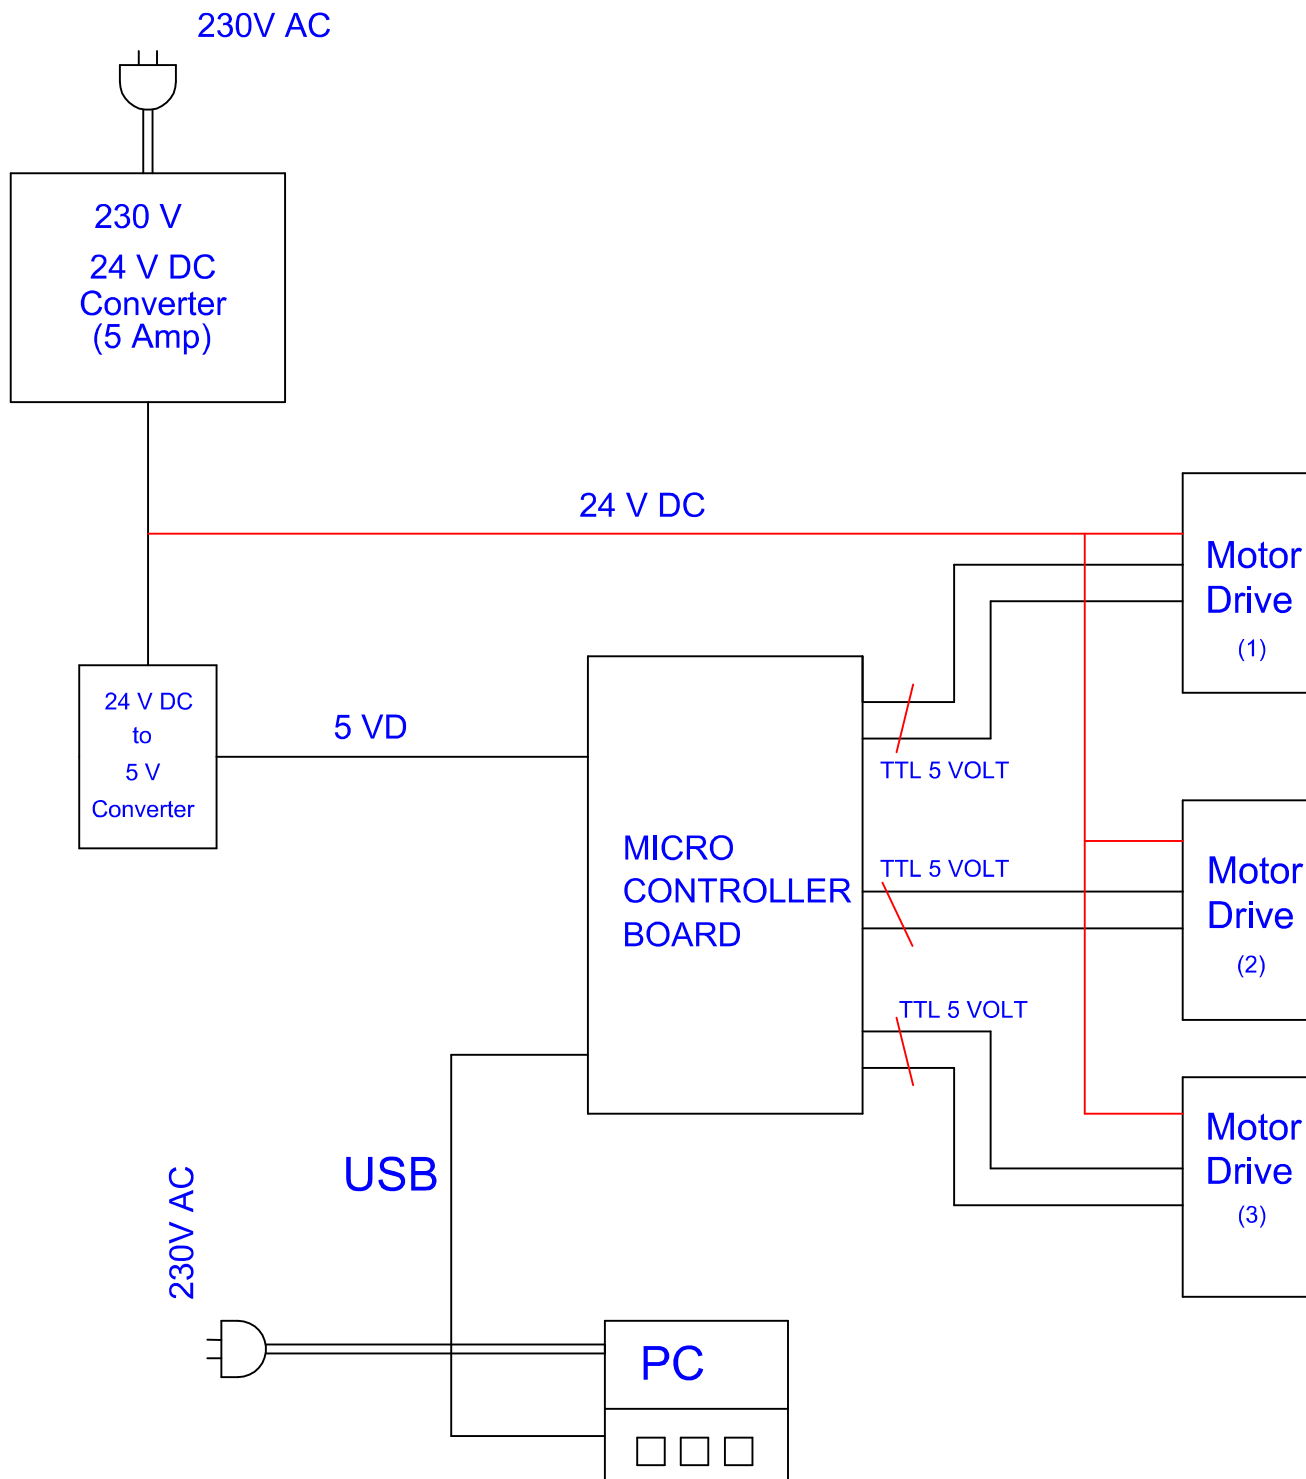 230V AC
230 V
24 V DC
Converter
(5 Amp)
24 V DC
Motor
Drive
(1)
24 V DC
to
5 V
Converter
5 VD
TTL 5 VOLT
MICRO
CONTROLLER
BOARD
TTL 5 VOLT
Motor
Drive
(2)
TTL 5 VOLT
Motor
Drive
(3)
USB
230V AC
PC